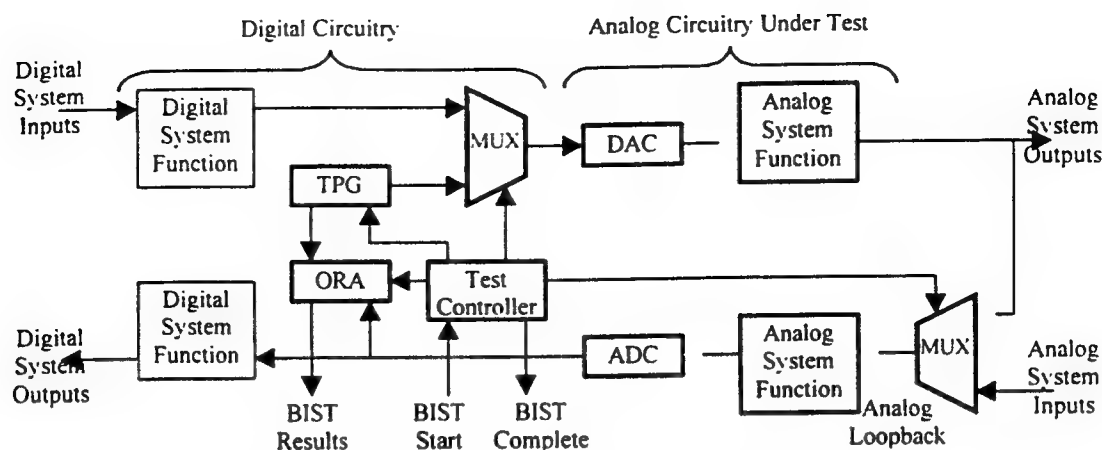 Digital Circuitry
Analog Circuitry Under Test
Digital
System
Inputs
Digital
System
Function
MUX
DAC
Analog
System
Function
Analog
System
Outputs
TPG
ORA
Test
Controller
Digital
System
Outputs
Digital
System
Function
ADC
Analog
System
Function
MUX
Analog
System
Inputs
Analog
Loopback
BIST
Results
BIST
Start
BIST
Complete